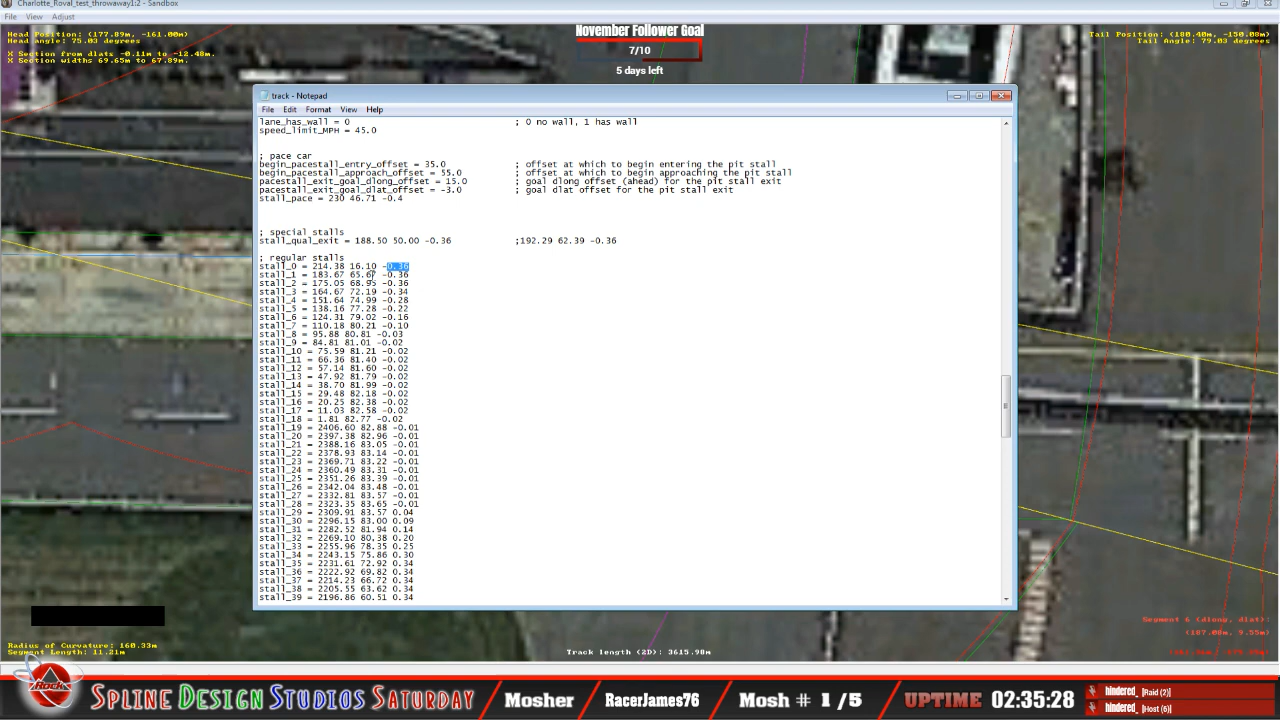 Charlotte_Roval_test_throwaway1:2 - Sandbox
File View Adjust
Head Position: (177.89m, -161.00m)
Head angle: 75.03 degrees
X Section from dlats -0.11m to -12.48m.
X Section widths 69.65m to 67.89m.
November Follower Goal
7/10
5 days left
Tail Position: (180.40m, -150.08m)
Tail Angle: 79.03 degrees
track - Notepad
File Edit Format View Help
lane_has_wall = 0 ; 0 no wall, 1 has wall
speed_limit_MPH = 45.0
; pace car
begin_pacestall_entry_offset = 35.0 ; offset at which to begin entering the pit stall
begin_pacestall_approach_offset = 55.0 ; offset at which to begin approaching the pit stall
pacestall_exit_goal_dlong_offset = 15.0 ; goal dlong offset (ahead) for the pit stall exit
pacestall_exit_goal_dlat_offset = -3.0 ; goal dlat offset for the pit stall exit
stall_pace = 230 46.71 -0.4
; special stalls
stall_qual_exit = 188.50 50.00 -0.36 ;192.29 62.39 -0.36
; regular stalls
stall_0 = 214.38 16.10 -0.36
stall_1 = 183.67 65.67 -0.36
stall_2 = 175.05 68.95 -0.36
stall_3 = 164.67 72.19 -0.34
stall_4 = 151.64 74.99 -0.28
stall_5 = 138.16 77.28 -0.22
stall_6 = 124.31 79.02 -0.16
stall_7 = 110.18 80.21 -0.10
stall_8 = 95.88 80.81 -0.03
stall_9 = 84.81 81.01 -0.02
stall_10 = 75.59 81.21 -0.02
stall_11 = 66.36 81.40 -0.02
stall_12 = 57.14 81.60 -0.02
stall_13 = 47.92 81.79 -0.02
stall_14 = 38.70 81.99 -0.02
stall_15 = 29.48 82.18 -0.02
stall_16 = 20.25 82.38 -0.02
stall_17 = 11.03 82.58 -0.02
stall_18 = 1.81 82.77 -0.02
stall_19 = 2406.60 82.88 -0.01
stall_20 = 2397.38 82.96 -0.01
stall_21 = 2388.16 83.05 -0.01
stall_22 = 2378.93 83.14 -0.01
stall_23 = 2369.71 83.22 -0.01
stall_24 = 2360.49 83.31 -0.01
stall_25 = 2351.26 83.39 -0.01
stall_26 = 2342.04 83.48 -0.01
stall_27 = 2332.81 83.57 -0.01
stall_28 = 2323.35 83.65 -0.01
stall_29 = 2309.91 83.57 0.04
stall_30 = 2296.15 83.00 0.09
stall_31 = 2282.52 81.94 0.14
stall_32 = 2269.10 80.38 0.20
stall_33 = 2255.96 78.35 0.25
stall_34 = 2243.15 75.86 0.30
stall_35 = 2231.61 72.92 0.34
stall_36 = 2222.92 69.82 0.34
stall_37 = 2214.23 66.72 0.34
stall_38 = 2205.55 63.62 0.34
stall_39 = 2196.86 60.51 0.34
Segment 6 (dlong, dlat):
(187.08m, 9.55m)
Radius of Curvature: 160.33m
Segment Length: 11.21m
Track length (2D): 3615.98m
Rock
Spline Design Studios Saturday
Mosher
RacerJames76
Mosh # 1/5
UPTIME 02:35:28
hindered_ [Raid (2)]
hindered_ [Host (6)]